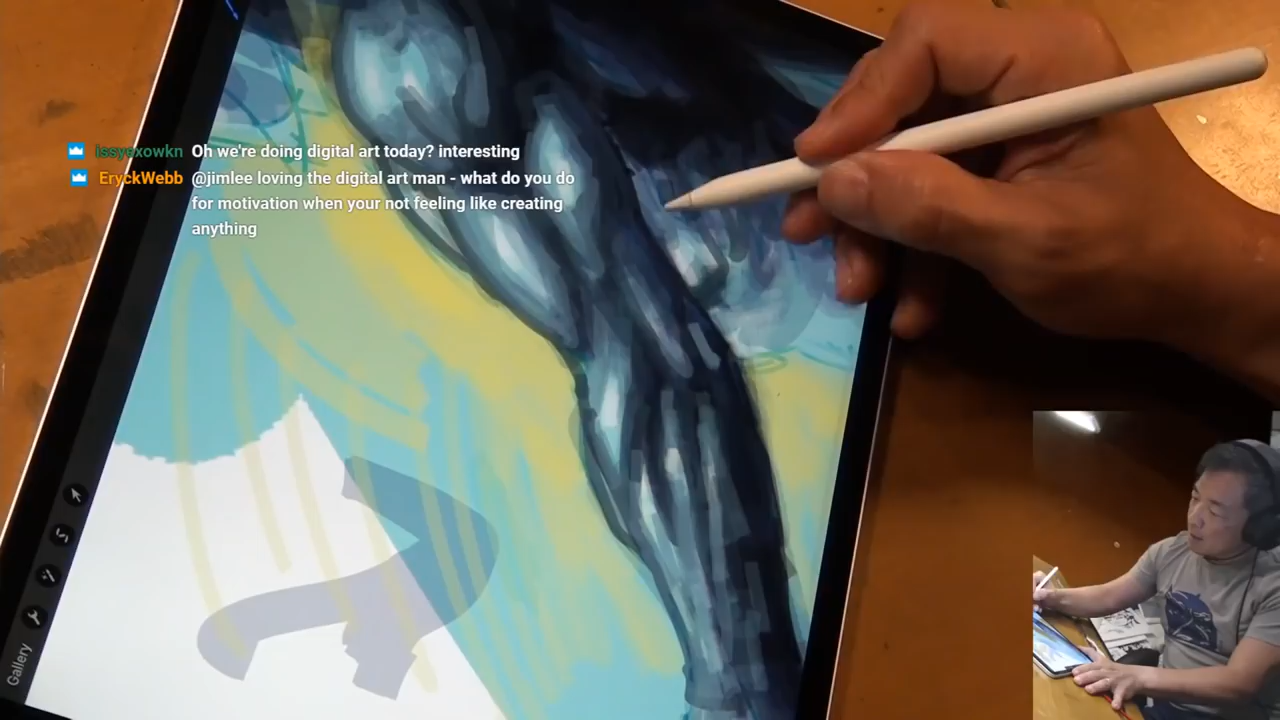 issyexowkn Oh we're doing digital art today? interesting
EryckWebb @jimlee loving the digital art man - what do you do
for motivation when your not feeling like creating
anything
Gallery